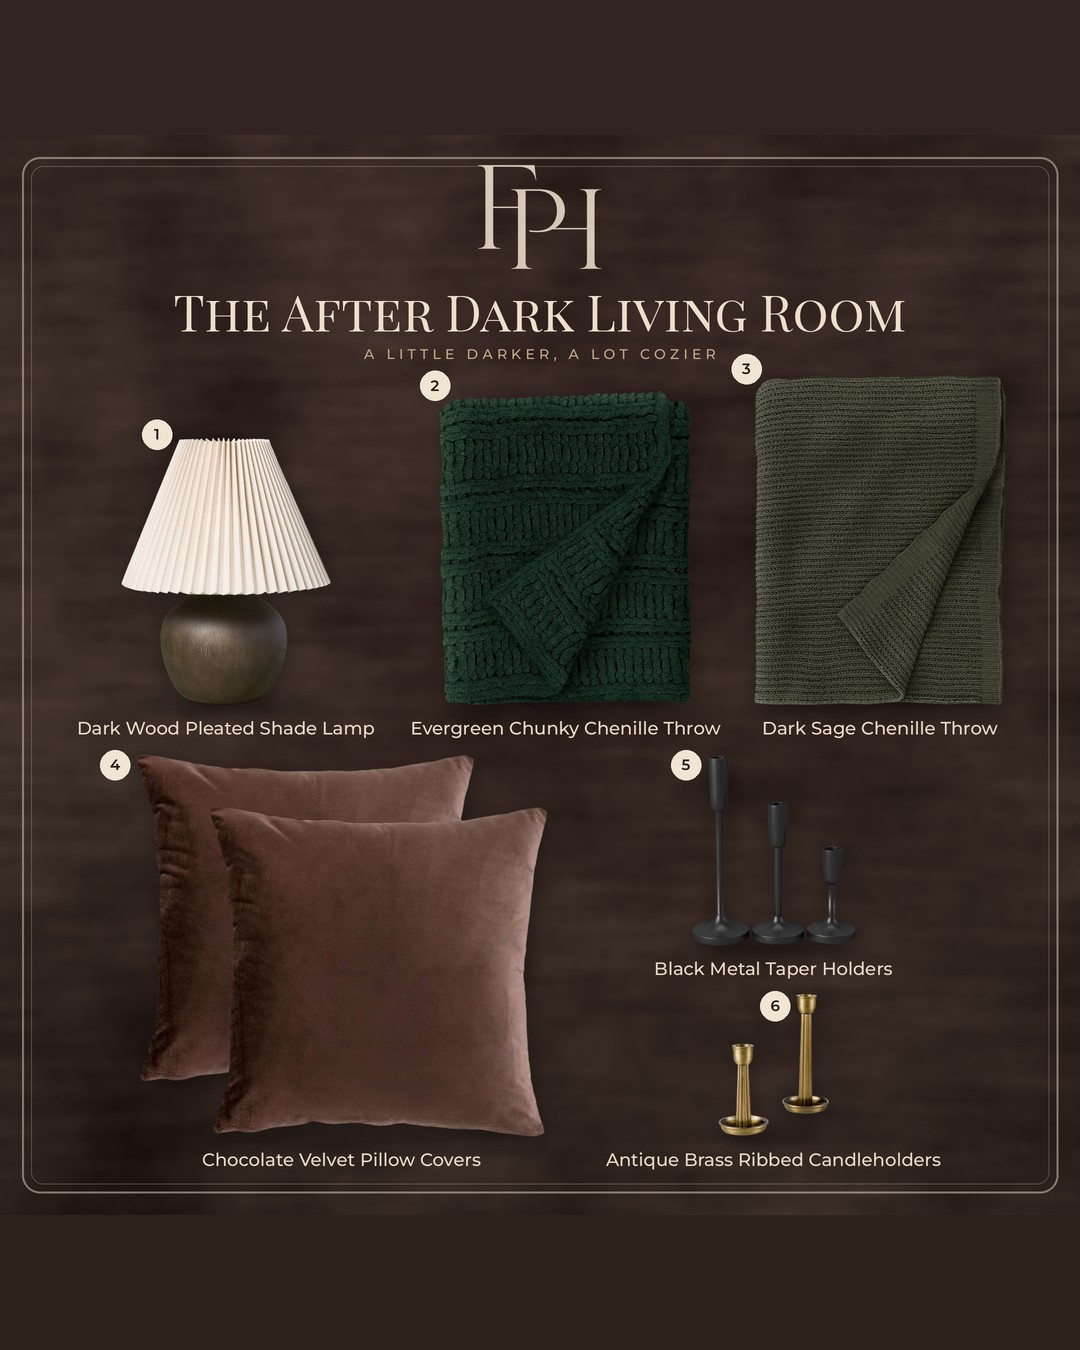 FPH
THE AFTER DARK LIVING ROOM
A LITTLE DARKER, A LOT COZIER
1
2
3
Dark Wood Pleated Shade Lamp
Evergreen Chunky Chenille Throw
Dark Sage Chenille Throw
4
5
Black Metal Taper Holders
6
Chocolate Velvet Pillow Covers
Antique Brass Ribbed Candleholders